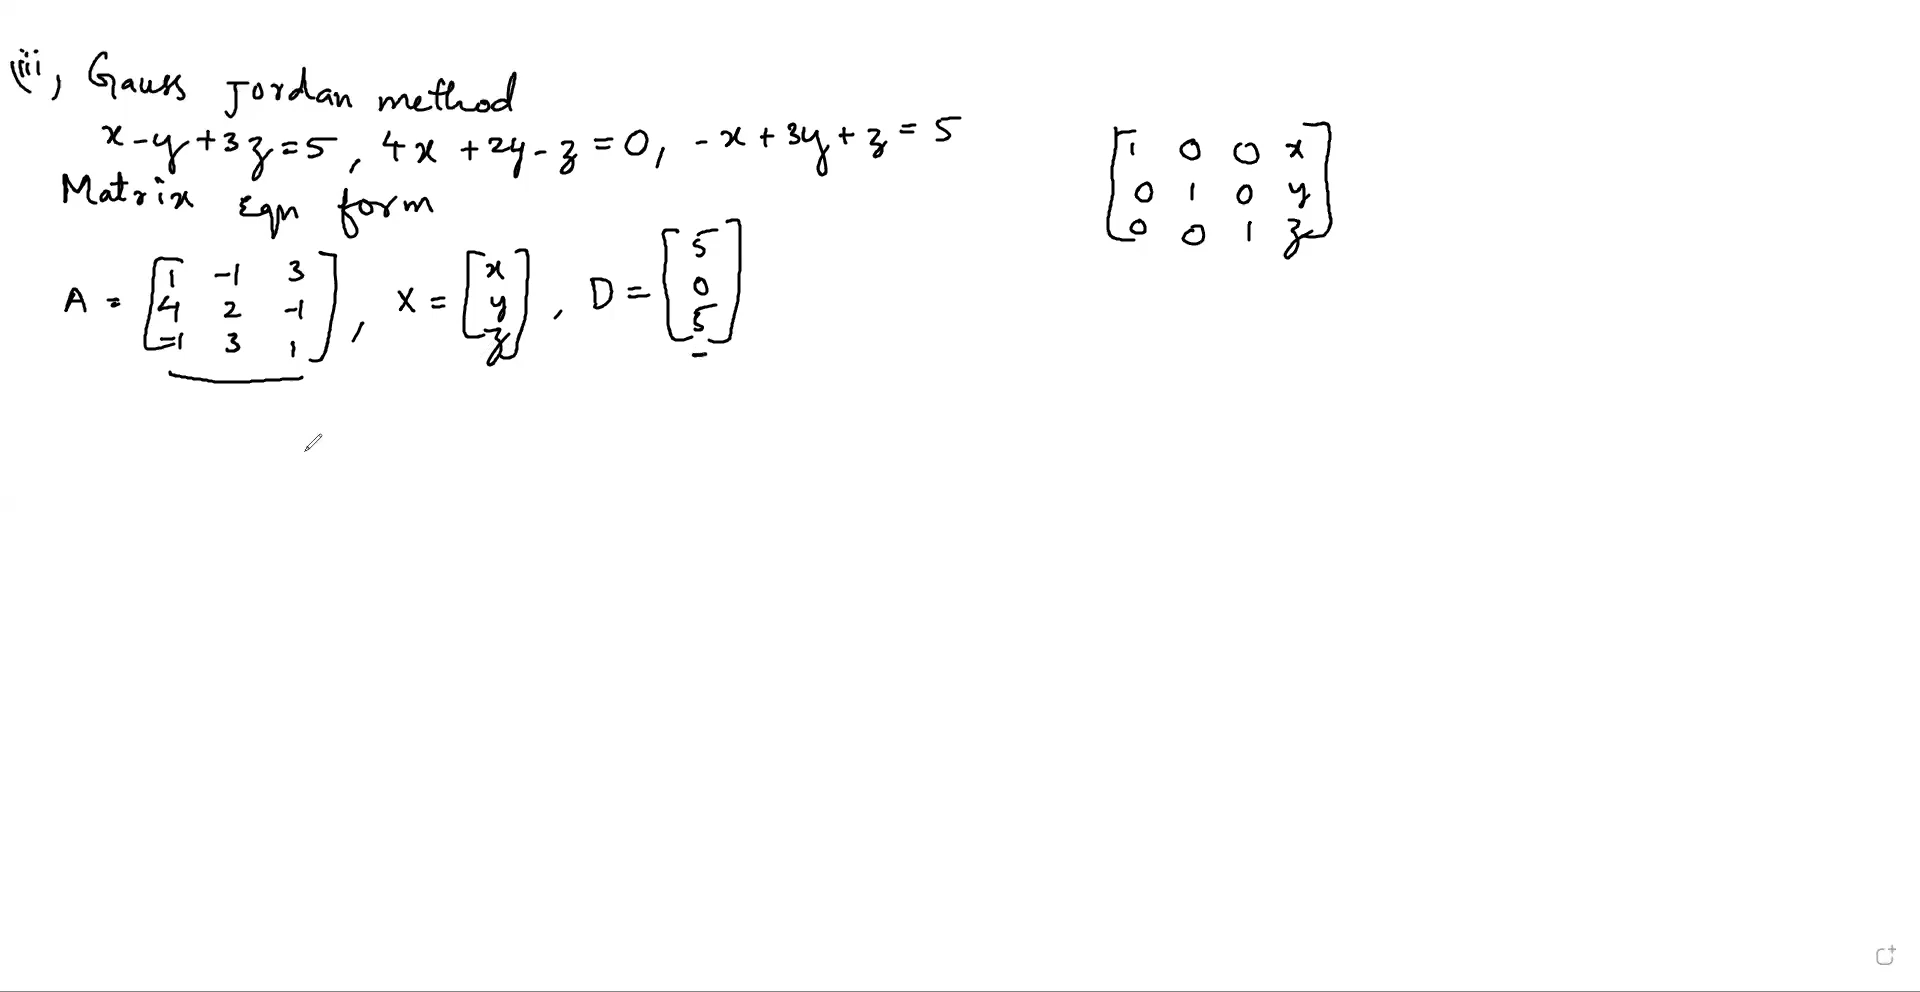 (iii, Gauss Jordan method
x-y+3z=5, 4x+2y-z=0, -x+3y+z=5
Matrix Eqn form
A = [1 -1 3
4 2 -1
-1 3 1], X = [x
y
z], D = [5
0
5]
[1 0 0 x
0 1 0 y
0 0 1 z]